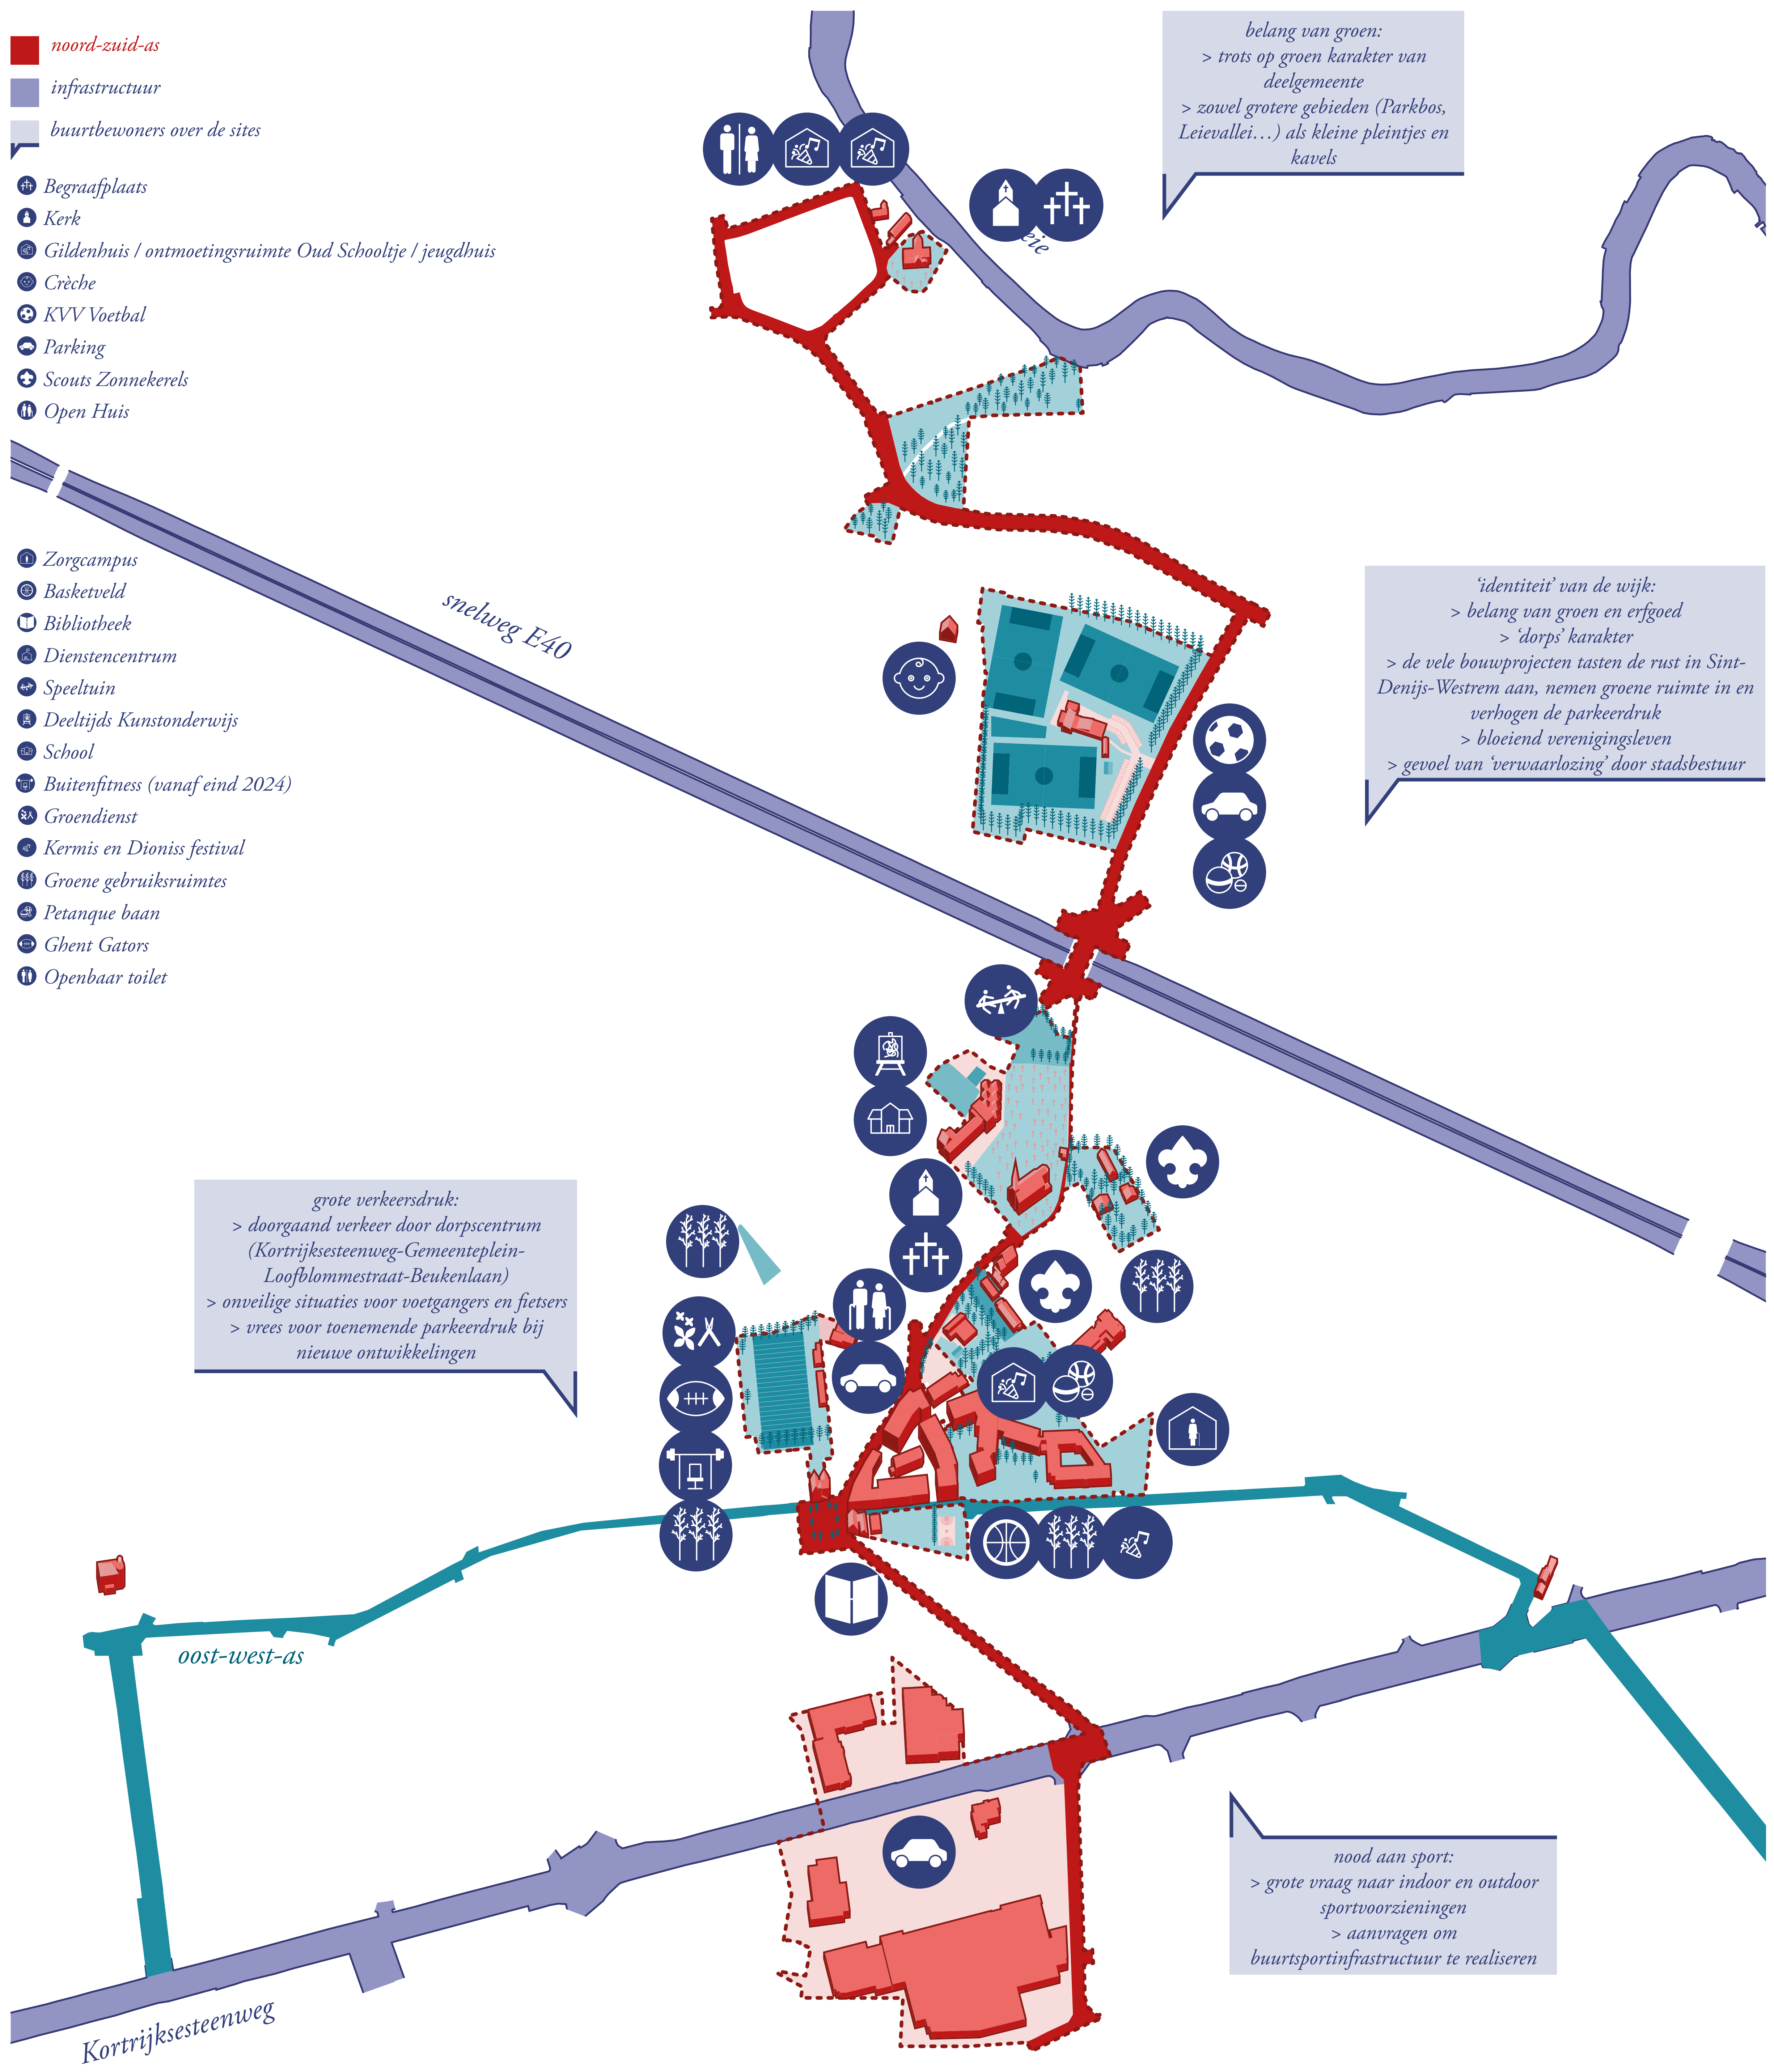 noord-zuid-as
infrastructuur
buurtbewoners over de sites
Begraafplaats
Kerk
Gildenhuis / ontmoetingsruimte Oud Schooltje / jeugdhuis
Crèche
KVV Voetbal
Parking
Scouts Zonnekerels
Open Huis
Zorgcampus
Basketveld
Bibliotheek
Dienstencentrum
Speeltuin
Deeltijds Kunstonderwijs
School
Buitenfitness (vanaf eind 2024)
Groendienst
Kermis en Dioniss festival
Groene gebruiksruimtes
Petanque baan
Ghent Gators
Openbaar toilet
belang van groen:
> trots op groen karakter van
deelgemeente
> zowel grotere gebieden (Parkbos,
Leievallei…) als kleine pleintjes en
kavels
eie
snelweg E40
‘identiteit’ van de wijk:
> belang van groen en erfgoed
> ‘dorps’ karakter
> de vele bouwprojecten tasten de rust in Sint-
Denijs-Westrem aan, nemen groene ruimte in en
verhogen de parkeerdruk
> bloeiend verenigingsleven
> gevoel van ‘verwaarlozing’ door stadsbestuur
grote verkeersdruk:
> doorgaand verkeer door dorpscentrum
(Kortrijksesteenweg-Gemeenteplein-
Loofblommestraat-Beukenlaan)
> onveilige situaties voor voetgangers en fietsers
> vrees voor toenemende parkeerdruk bij
nieuwe ontwikkelingen
oost-west-as
nood aan sport:
> grote vraag naar indoor en outdoor
sportvoorzieningen
> aanvragen om
buurtsportinfrastructuur te realiseren
Kortrijksesteenweg